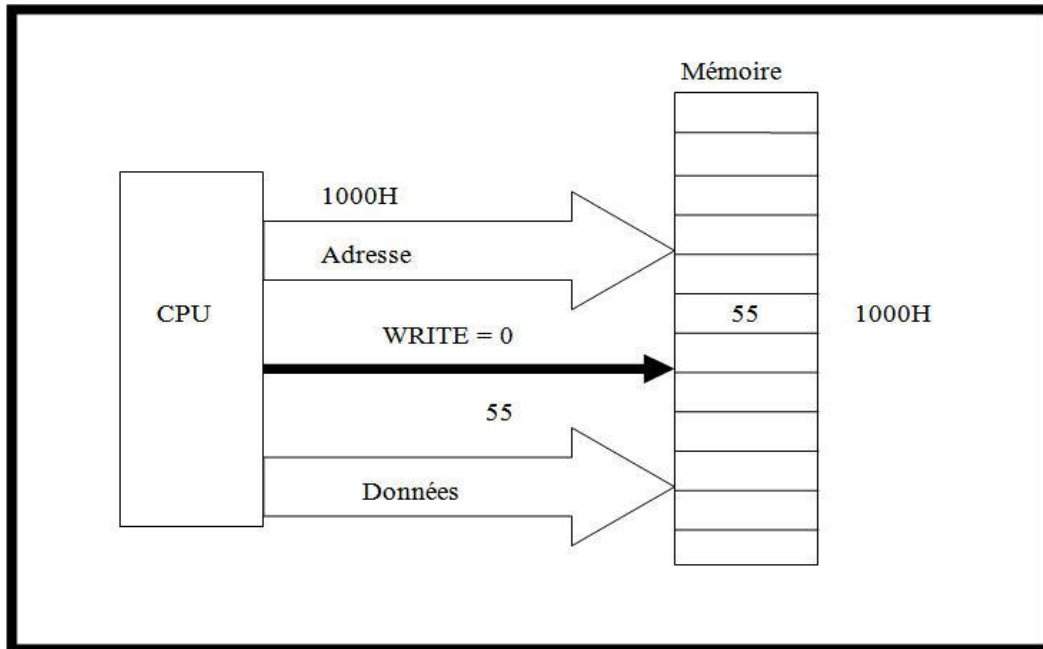 Mémoire
1000H
Adresse
CPU
55
1000H
WRITE = 0
55
Données